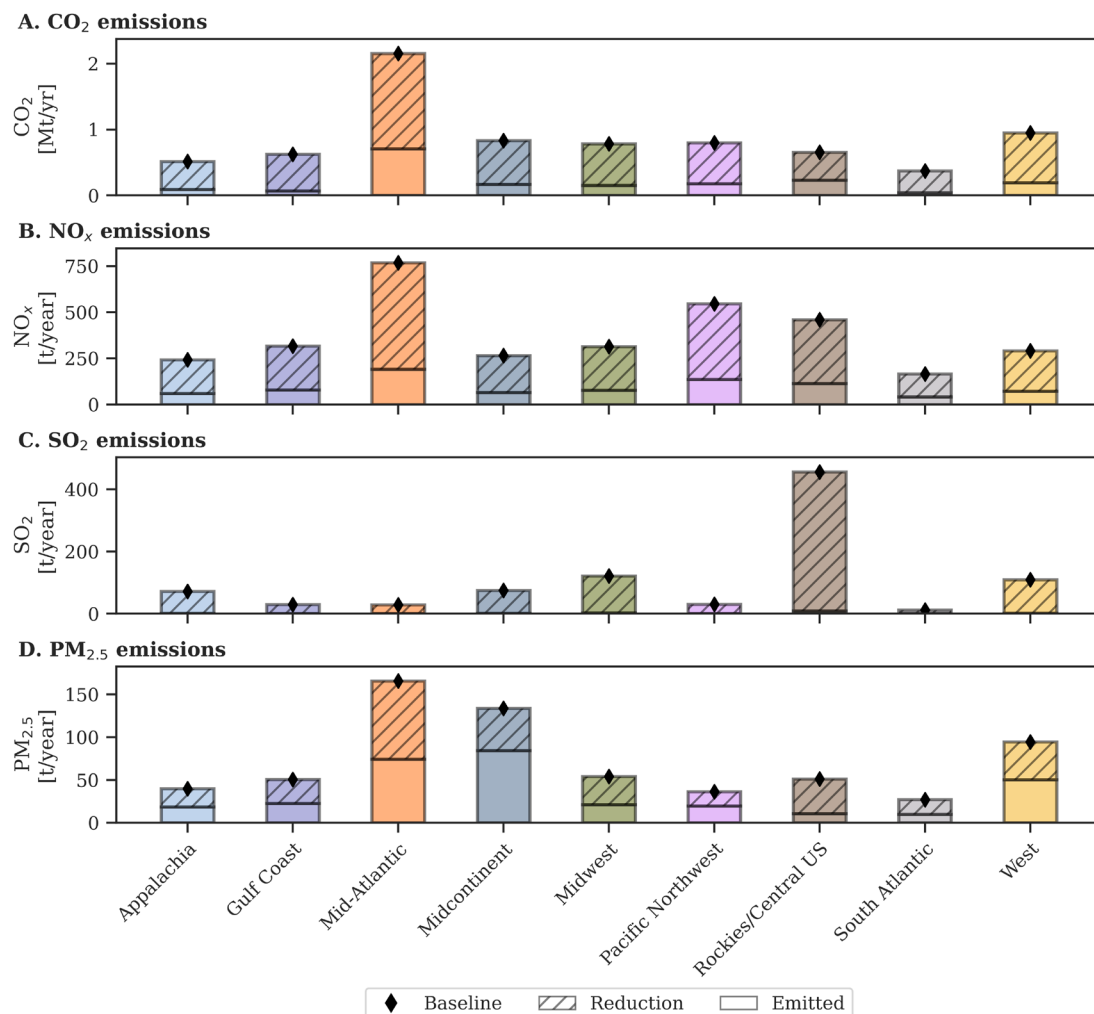 A. CO₂ emissions
CO₂
[Mt/yr]
2
1
0
B. NOₓ emissions
NOₓ
[t/year]
750
500
250
0
C. SO₂ emissions
SO₂
[t/year]
400
200
0
D. PM₂.₅ emissions
PM₂.₅
[t/year]
150
100
50
0
Appalachia
Gulf Coast
Mid-Atlantic
Midcontinent
Midwest
Pacific Northwest
Rockies/Central US
South Atlantic
West
Baseline Reduction Emitted